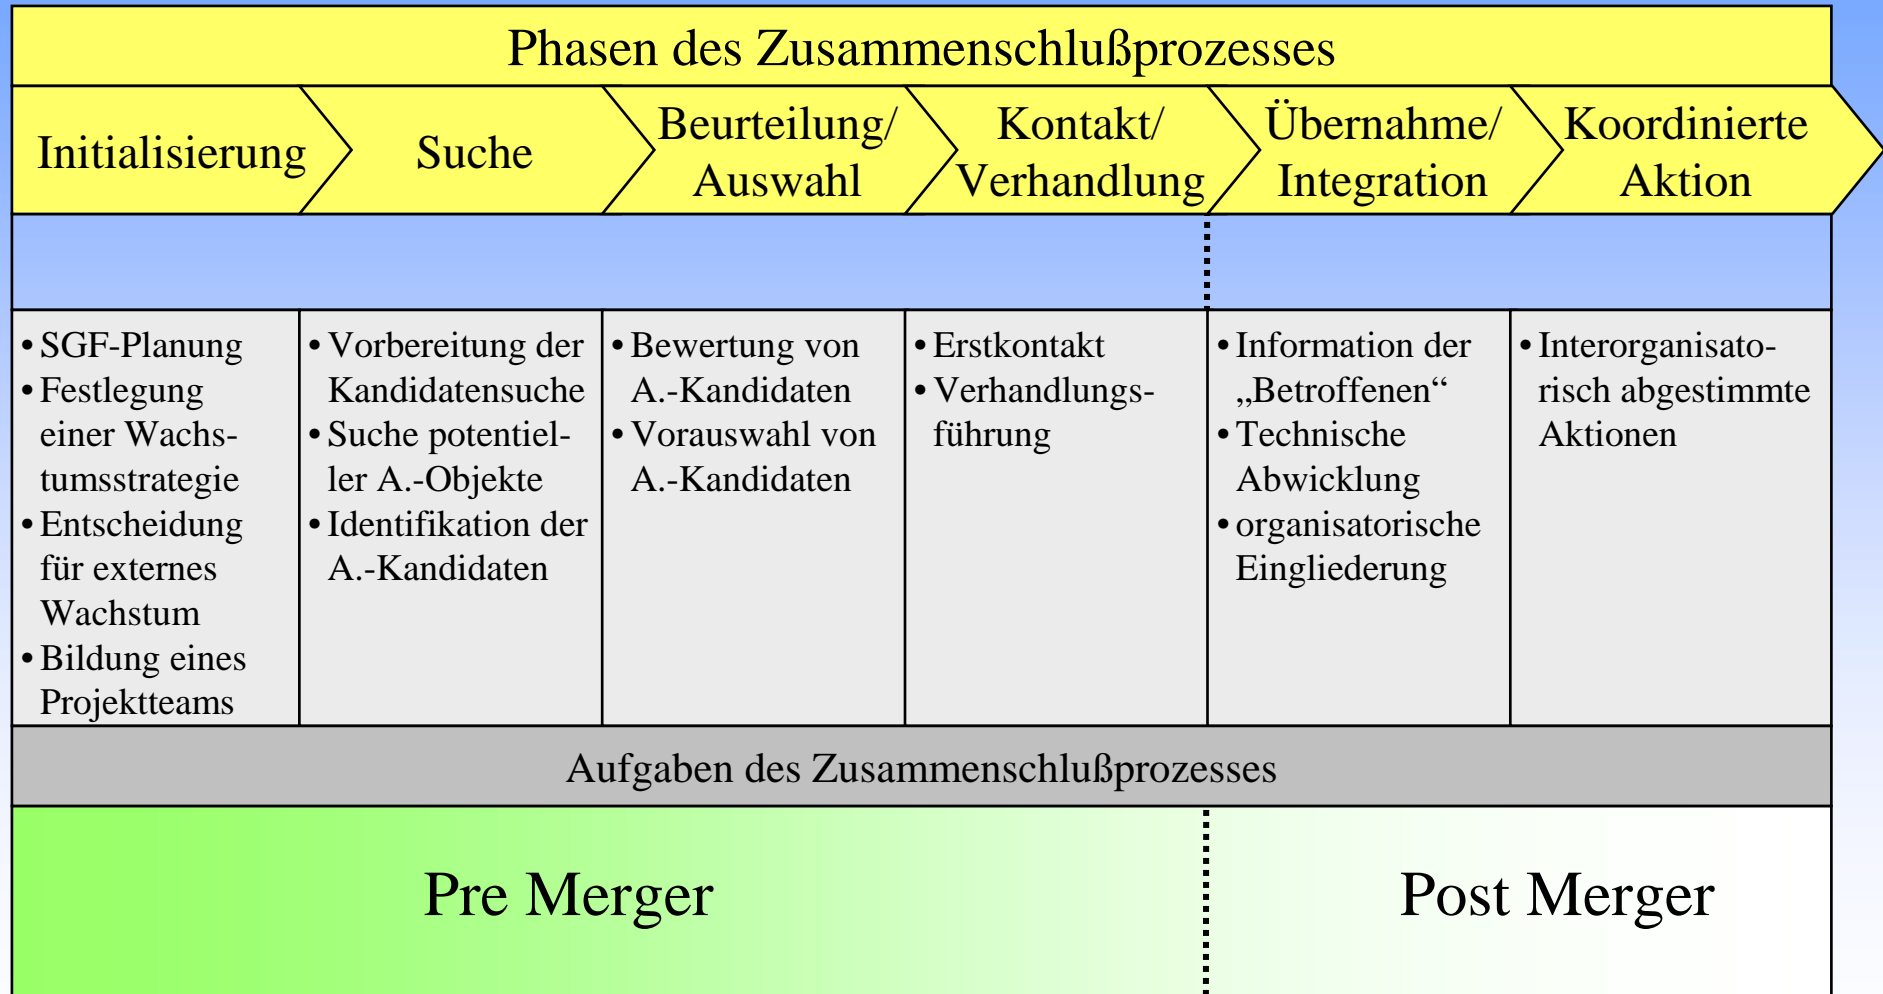 Phasen des Zusammenschlußprozesses
Initialisierung
Suche
Beurteilung/
Auswahl
Kontakt/
Verhandlung
Übernahme/
Integration
Koordinierte
Aktion
• SGF-Planung
• Festlegung
einer Wachs-
tumsstrategie
• Entscheidung
für externes
Wachstum
• Bildung eines
Projektteams
• Vorbereitung der
Kandidatensuche
• Suche potentiel-
ler A.-Objekte
• Identifikation der
A.-Kandidaten
• Bewertung von
A.-Kandidaten
• Vorauswahl von
A.-Kandidaten
• Erstkontakt
• Verhandlungs-
führung
• Information der
„Betroffenen“
• Technische
Abwicklung
• organisatorische
Eingliederung
• Interorganisato-
risch abgestimmte
Aktionen
Aufgaben des Zusammenschlußprozesses
Pre Merger
Post Merger